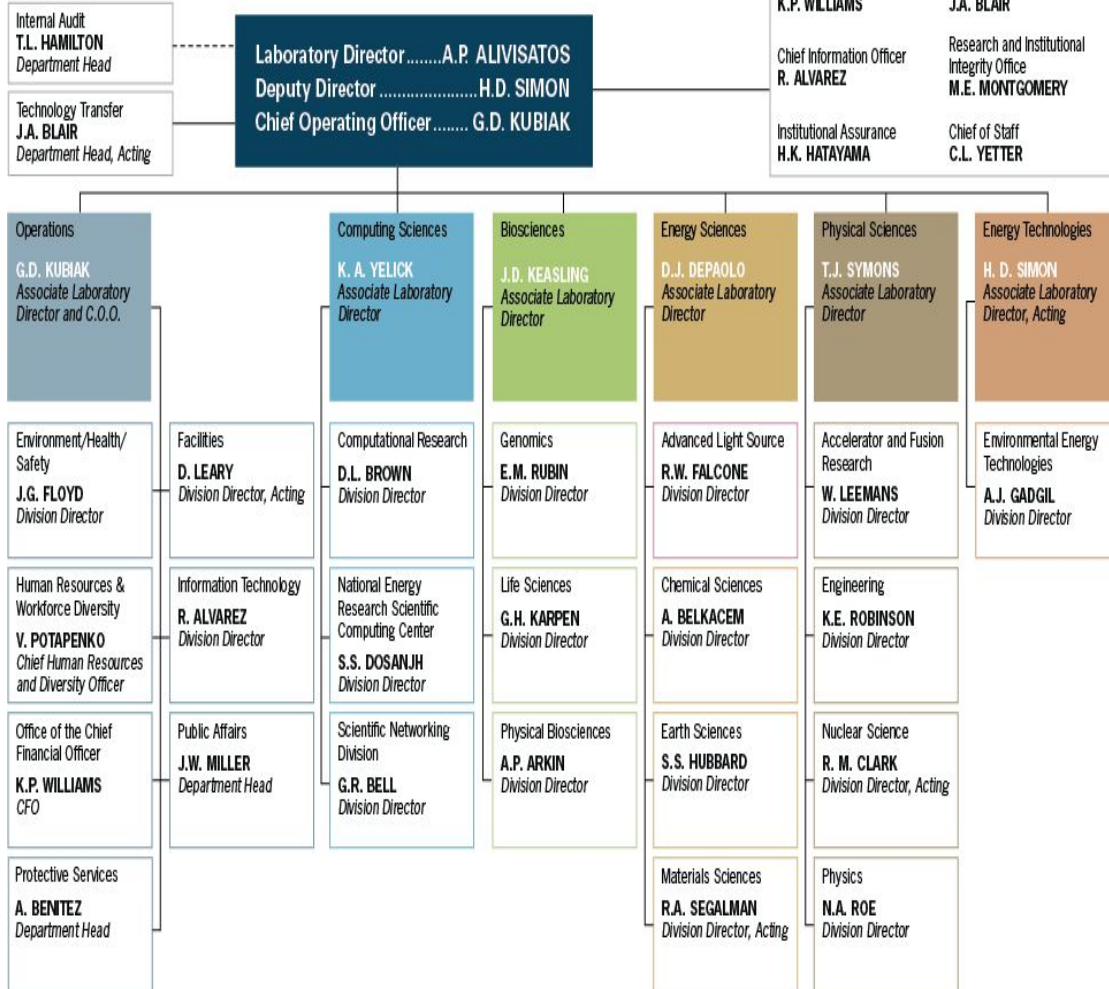 Internal Audit
T.L. HAMILTON
Department Head
Technology Transfer
J.A. BLAIR
Department Head, Acting
Laboratory Director........A.P. ALIVISATOS
Deputy Director ......................H.D. SIMON
Chief Operating Officer........ G.D. KUBIAK
K.P. WILLIAMS
J.A. BLAIR
Chief Information Officer
R. ALVAREZ
Research and Institutional
Integrity Office
M.E. MONTGOMERY
Institutional Assurance
H.K. HATAYAMA
Chief of Staff
C.L. YETTER
Operations
G.D. KUBIAK
Associate Laboratory
Director and C.O.O.
Computing Sciences
K. A. YELICK
Associate Laboratory
Director
Biosciences
J.D. KEASLING
Associate Laboratory
Director
Energy Sciences
D.J. DEPAOLO
Associate Laboratory
Director
Physical Sciences
T.J. SYMONS
Associate Laboratory
Director
Energy Technologies
H. D. SIMON
Associate Laboratory
Director, Acting
Environment/Health/
Safety
J.G. FLOYD
Division Director
Facilities
D. LEARY
Division Director, Acting
Computational Research
D.L. BROWN
Division Director
Genomics
E.M. RUBIN
Division Director
Advanced Light Source
R.W. FALCONE
Division Director
Accelerator and Fusion
Research
W. LEEMANS
Division Director
Environmental Energy
Technologies
A.J. GADGIL
Division Director
Human Resources &
Workforce Diversity
V. POTAPENKO
Chief Human Resources
and Diversity Officer
Information Technology
R. ALVAREZ
Division Director
National Energy
Research Scientific
Computing Center
S.S. DOSANJH
Division Director
Life Sciences
G.H. KARPEN
Division Director
Chemical Sciences
A. BELKACEM
Division Director
Engineering
K.E. ROBINSON
Division Director
Office of the Chief
Financial Officer
K.P. WILLIAMS
CFO
Public Affairs
J.W. MILLER
Department Head
Scientific Networking
Division
G.R. BELL
Division Director
Physical Biosciences
A.P. ARKIN
Division Director
Earth Sciences
S.S. HUBBARD
Division Director
Nuclear Science
R. M. CLARK
Division Director, Acting
Protective Services
A. BENITEZ
Department Head
Materials Sciences
R.A. SEGALMAN
Division Director, Acting
Physics
N.A. ROE
Division Director